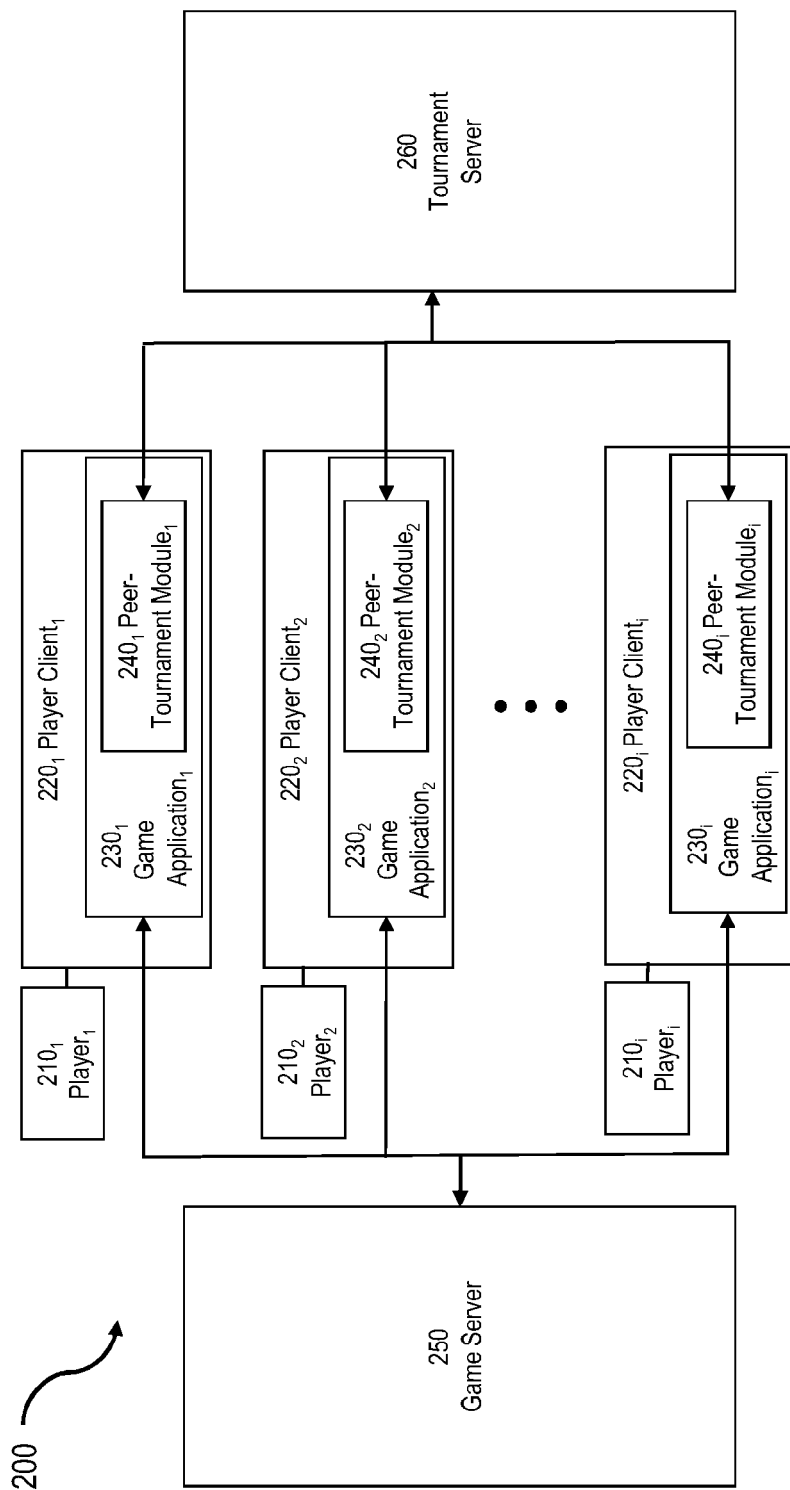 200
250
Game Server
210₁
Player₁
220₁ Player Client₁
230₁
Game
Application₁
240₁ Peer-
Tournament Module₁
210₂
Player₂
220₂ Player Client₂
230₂
Game
Application₂
240₂ Peer-
Tournament Module₂
210ᵢ
Playerᵢ
220ᵢ Player Clientᵢ
230ᵢ
Game
Applicationᵢ
240ᵢ Peer-
Tournament Moduleᵢ
260
Tournament
Server